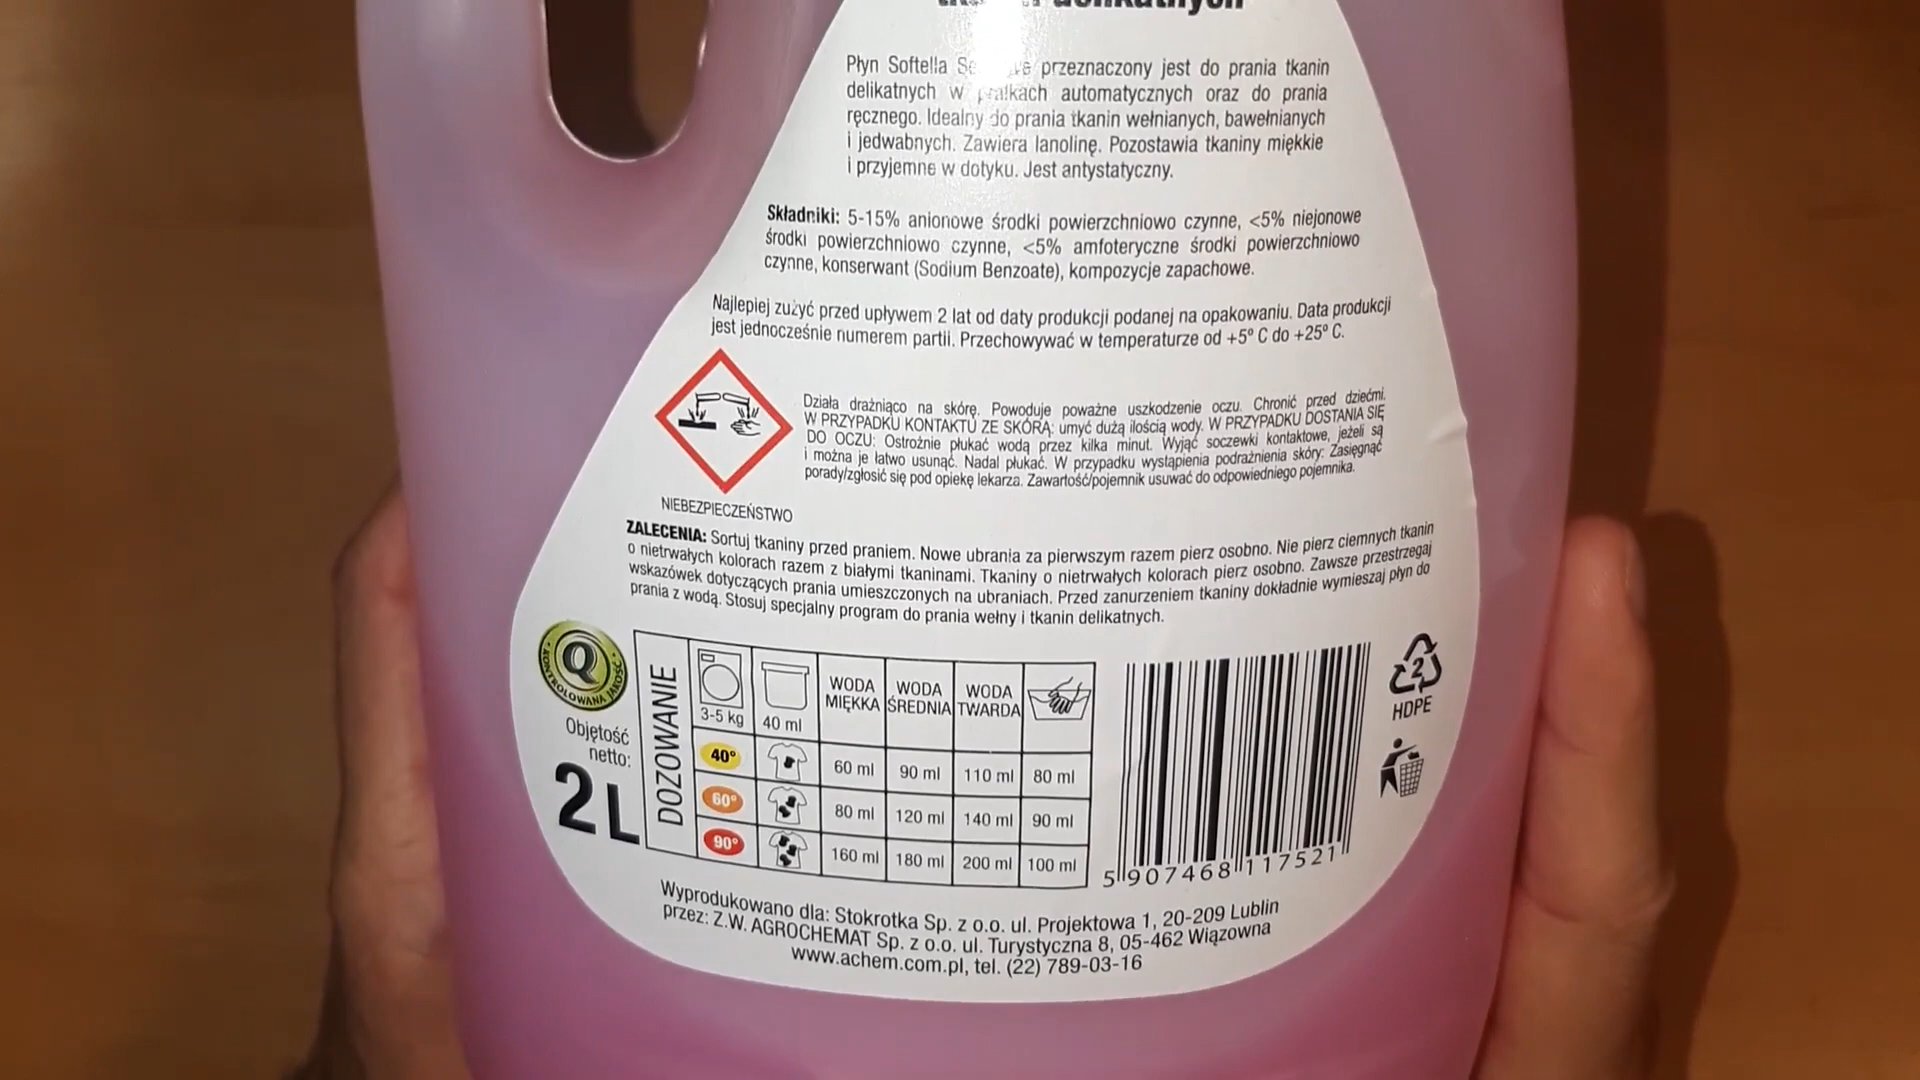 delikatnych
Płyn Softella przeznaczony jest do prania tkanin
delikatnych w pralkach automatycznych oraz do prania
ręcznego. Idealny do prania tkanin wełnianych, bawełnianych
i jedwabnych. Zawiera lanolinę. Pozostawia tkaniny miękkie
i przyjemne w dotyku. Jest antystatyczny.
Składniki: 5-15% anionowe środki powierzchniowo czynne, <5% niejonowe
środki powierzchniowo czynne, <5% amfoteryczne środki powierzchniowo
czynne, konserwant (Sodium Benzoate), kompozycje zapachowe.
Najlepiej zużyć przed upływem 2 lat od daty produkcji podanej na opakowaniu. Data produkcji
jest jednocześnie numerem partii. Przechowywać w temperaturze od +5° C do +25° C.
Działa drażniąco na skórę. Powoduje poważne uszkodzenie oczu. Chronić przed dziećmi.
W PRZYPADKU KONTAKTU ZE SKÓRĄ: umyć dużą ilością wody. W PRZYPADKU DOSTANIA SIĘ
DO OCZU: Ostrożnie płukać wodą przez kilka minut. Wyjąć soczewki kontaktowe, jeżeli są
i można je łatwo usunąć. Nadal płukać. W przypadku wystąpienia podrażnienia skóry: Zasięgnąć
porady/zgłosić się pod opiekę lekarza. Zawartość/pojemnik usuwać do odpowiedniego pojemnika.
NIEBEZPIECZEŃSTWO
ZALECENIA: Sortuj tkaniny przed praniem. Nowe ubrania za pierwszym razem pierz osobno. Nie pierz ciemnych tkanin
o nietrwałych kolorach razem z białymi tkaninami. Tkaniny o nietrwałych kolorach pierz osobno. Zawsze przestrzegaj
wskazówek dotyczących prania umieszczonych na ubraniach. Przed zanurzeniem tkaniny dokładnie wymieszaj płyn do
prania z wodą. Stosuj specjalny program do prania wełny i tkanin delikatnych.
Q
KONTROLOWANA JAKOŚĆ
Objętość
netto:
2 L
DOZOWANIE
3-5 kg 40 ml WODA MIĘKKA WODA ŚREDNIA WODA TWARDA
40° 60 ml 90 ml 110 ml 80 ml
60° 80 ml 120 ml 140 ml 90 ml
90° 160 ml 180 ml 200 ml 100 ml
5 907468 117521
2
HDPE
Wyprodukowano dla: Stokrotka Sp. z o.o. ul. Projektowa 1, 20-209 Lublin
przez: Z.W. AGROCHEMAT Sp. z o.o. ul. Turystyczna 8, 05-462 Wiązowna
www.achem.com.pl, tel. (22) 789-03-16